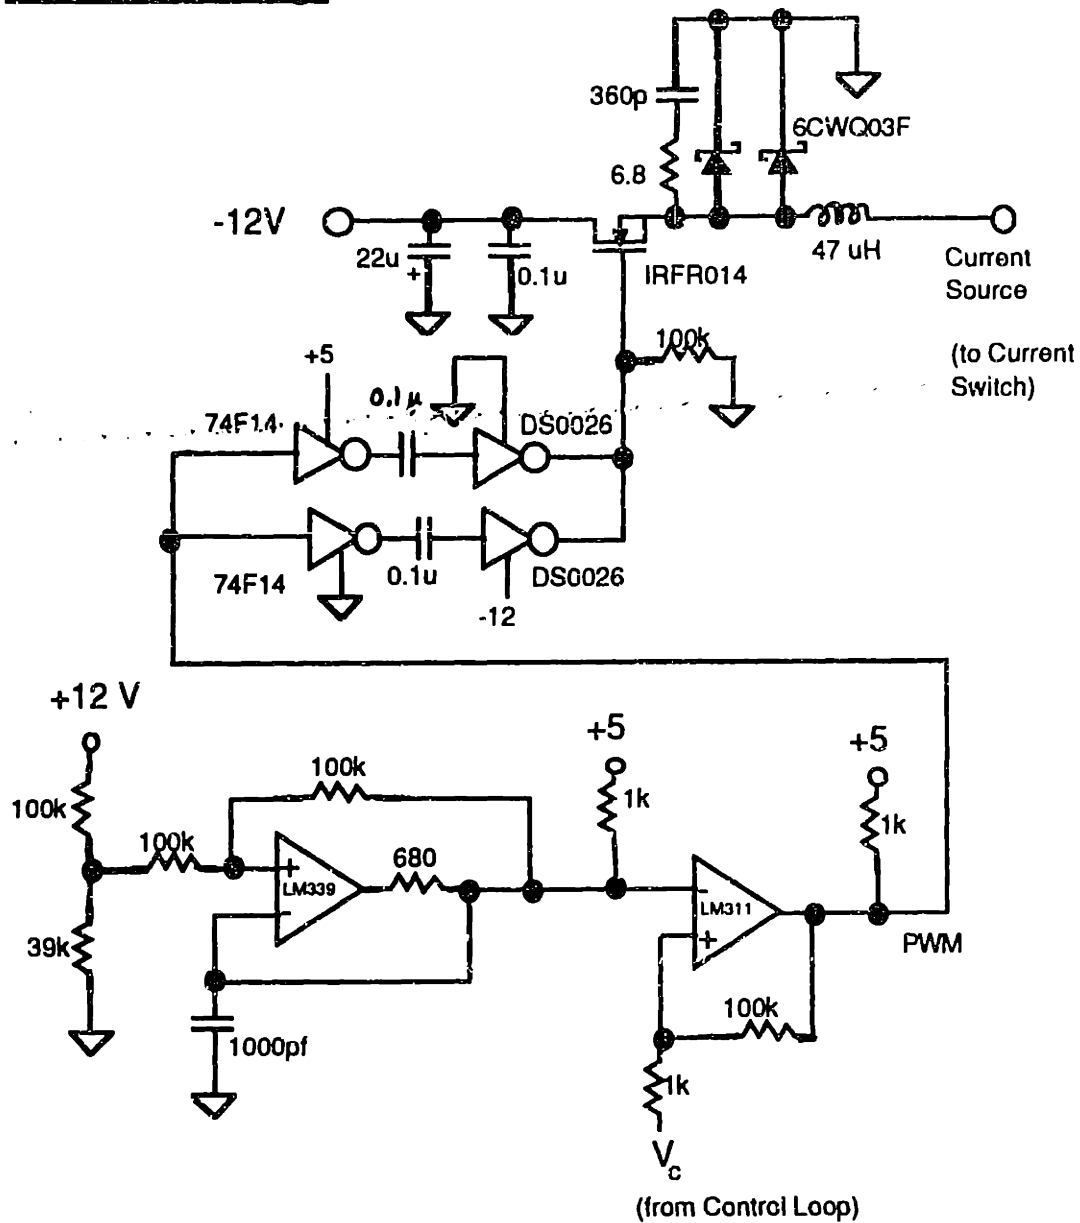 360p
6CWQ03F
6.8
-12V
22u
+
0.1u
IRFR014
47 uH
Current
Source
(to Current
Switch)
100k
+5
0.1 µ
74F14
DS0026
74F14
0.1u
DS0026
-12
+12 V
+5
+5
100k
100k
1k
1k
100k
680
+
LM339
-
-
LM311
+
39k
PWM
1000pf
100k
1k
Vc
(from Control Loop)